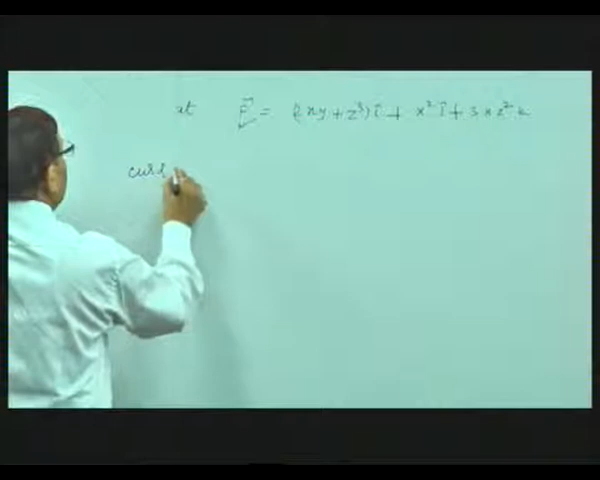 at F⃗ = (2xy + z³) î + x² ĵ + 3xz² k
curl